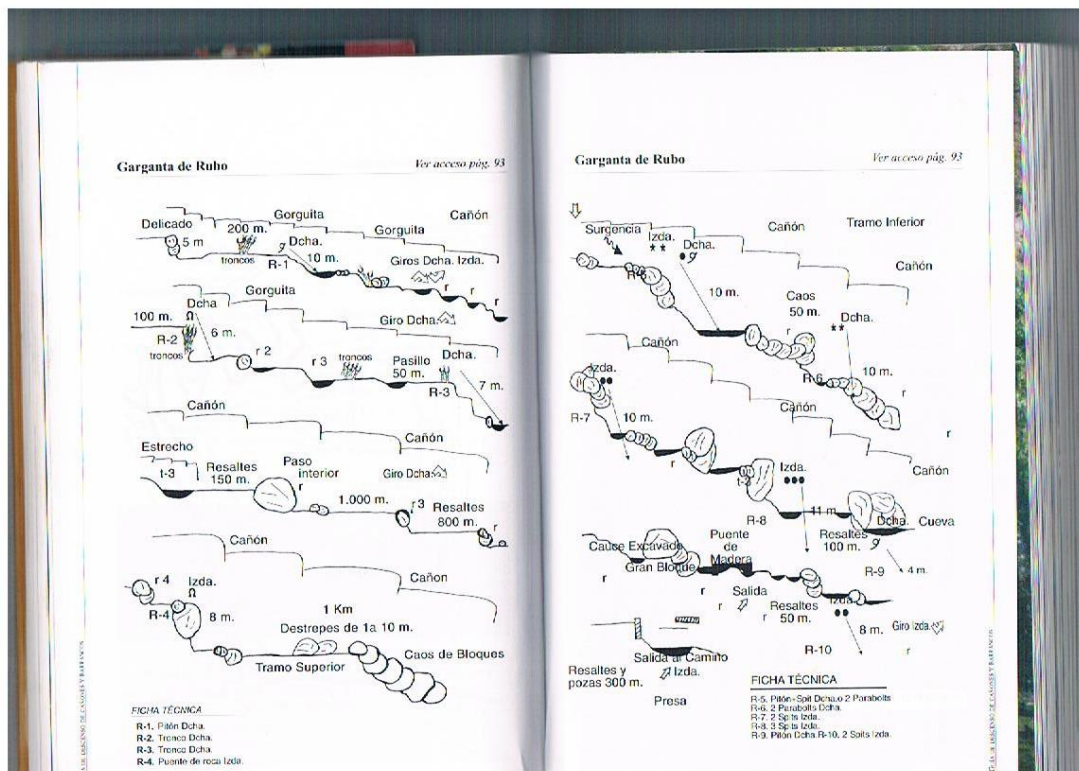 Garganta de Rubo
Ver acceso pág. 93
Gorguita
Cañón
Delicado
200 m.
Gorguita
5 m
Dcha.
troncos
R-1
10 m.
Giros Dcha. Izda.
r
r
r
Dcha
Gorguita
100 m.
6 m.
Giro Dcha.
R-2
troncos
r 2
r 3
troncos
Pasillo
50 m.
Dcha.
R-3
7 m.
Cañón
Cañón
Estrecho
t-3
Resaltes
150 m.
Paso
interior
r
Giro Dcha.
1.000 m.
r3
Resaltes
800 m.
r
Cañón
Cañon
r 4
Izda.
R-4
8 m.
1 Km
Destrepes de 1a 10 m.
Tramo Superior
Caos de Bloques
FICHA TÉCNICA
R-1. Pitón Dcha.
R-2. Tronco Dcha.
R-3. Tronco Dcha.
R-4. Puente de roca Izda.
Garganta de Rubo
Ver acceso pág. 93
Surgencia
Izda.
Dcha.
Cañón
Tramo Inferior
Cañón
R-5
10 m.
Caos
50 m.
r
Dcha.
Cañón
R-6
10 m.
r
Izda.
R-7
10 m.
Cañón
r
r
Cañón
Izda.
R-8
11 m.
Dcha.
Cueva
Resaltes
100 m.
R-9
4 m.
Cauce Excavado
Gran Bloque
Puente
de
Madera
r
r
r
Salida
r
Resaltes
50 m.
Izda.
8 m.
Giro Izda.
R-10
r
Resaltes y
pozas 300 m.
Salida al Camino
Izda.
Presa
FICHA TÉCNICA
R-5. Pitón-Spit Dcha.o 2 Parabolts
R-6. 2 Parabolts Dcha.
R-7. 2 Spits Izda.
R-8. 3 Spits Izda.
R-9. Pitón Dcha.R-10. 2 Spits Izda.